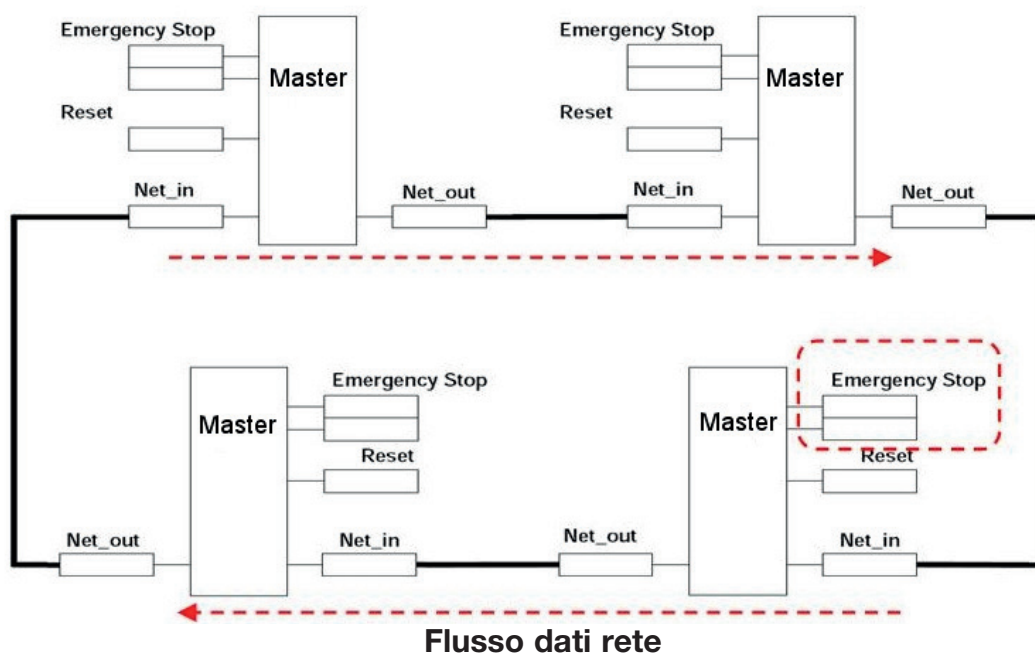 Emergency Stop
Master
Reset
Net_in
Net_out
Emergency Stop
Master
Reset
Net_in
Net_out
Master
Emergency Stop
Reset
Net_out
Net_in
Master
Emergency Stop
Reset
Net_out
Net_in
Flusso dati rete